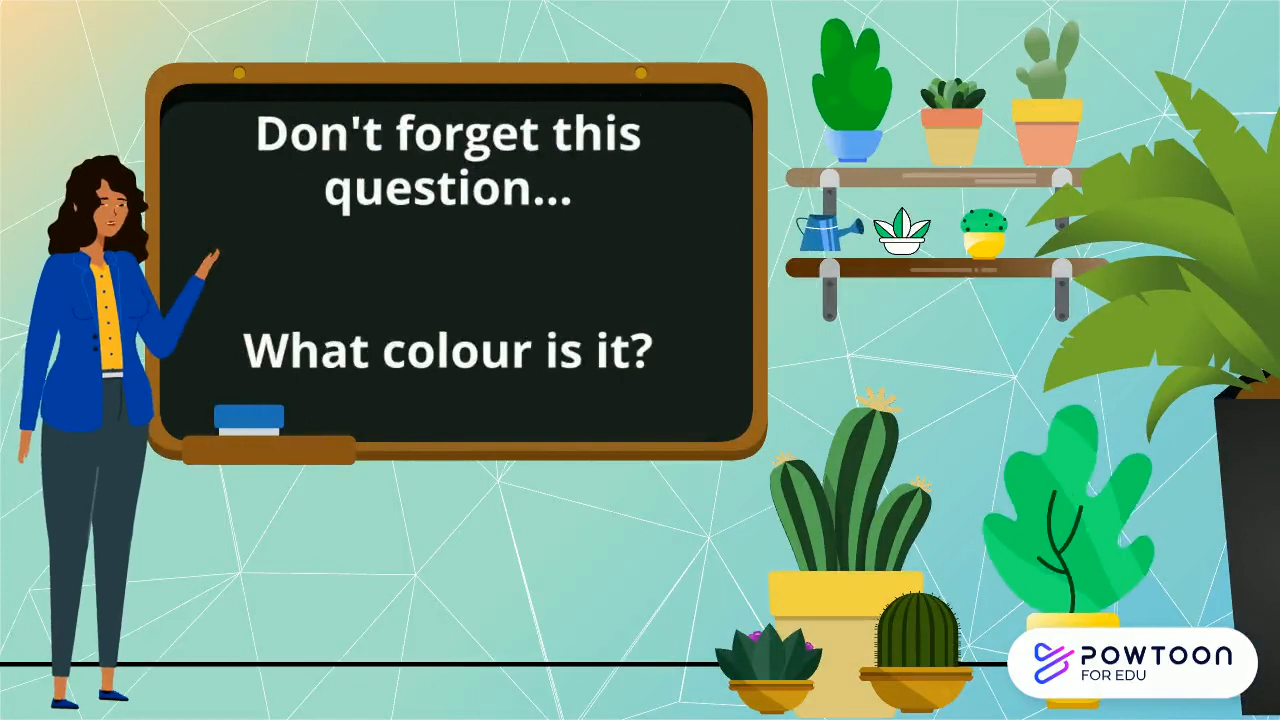 Don't forget this
question...
What colour is it?
POWTOON
FOR EDU